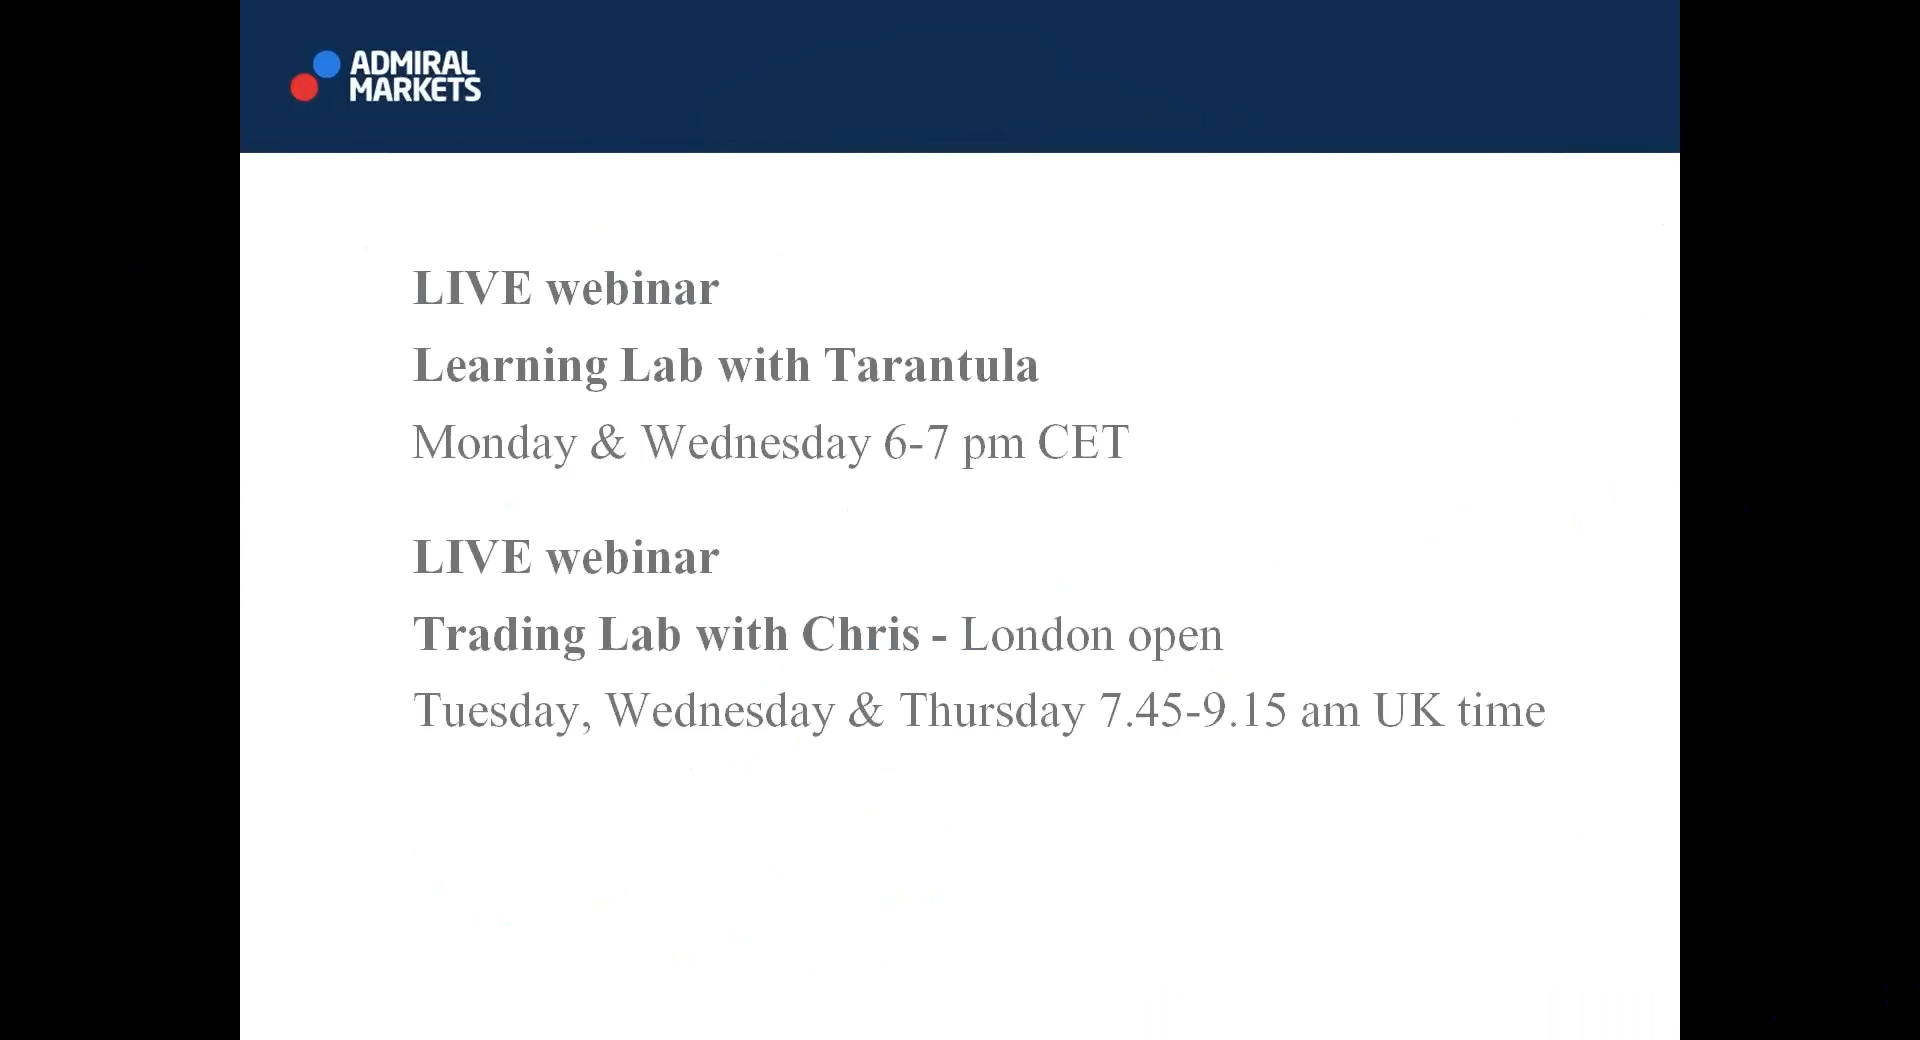 ADMIRAL
MARKETS
LIVE webinar
Learning Lab with Tarantula
Monday & Wednesday 6-7 pm CET
LIVE webinar
Trading Lab with Chris - London open
Tuesday, Wednesday & Thursday 7.45-9.15 am UK time